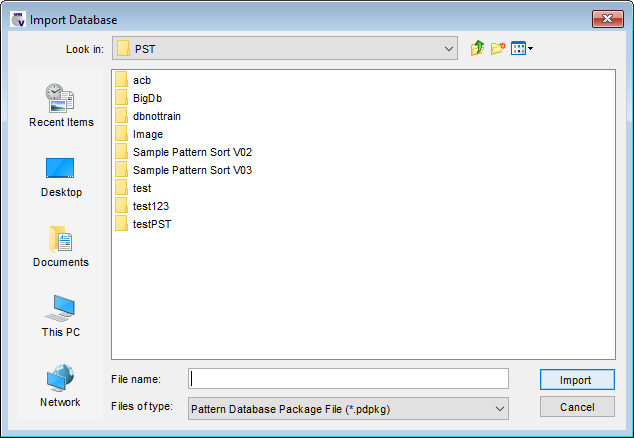 Import Database
Look in: PST
Recent Items
Desktop
Documents
This PC
Network
acb
BigDb
dbnottrain
Image
Sample Pattern Sort V02
Sample Pattern Sort V03
test
test123
testPST
File name:
Import
Files of type: Pattern Database Package File (*.pdpkg)
Cancel